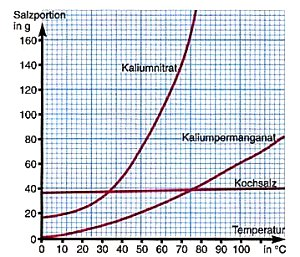 Salzportion
in g
160
140
120
100
80
60
40
20
0
Kaliumnitrat
Kaliumpermanganat
Kochsalz
Temperatur
0 10 20 30 40 50 60 70 80 90 100 in °C